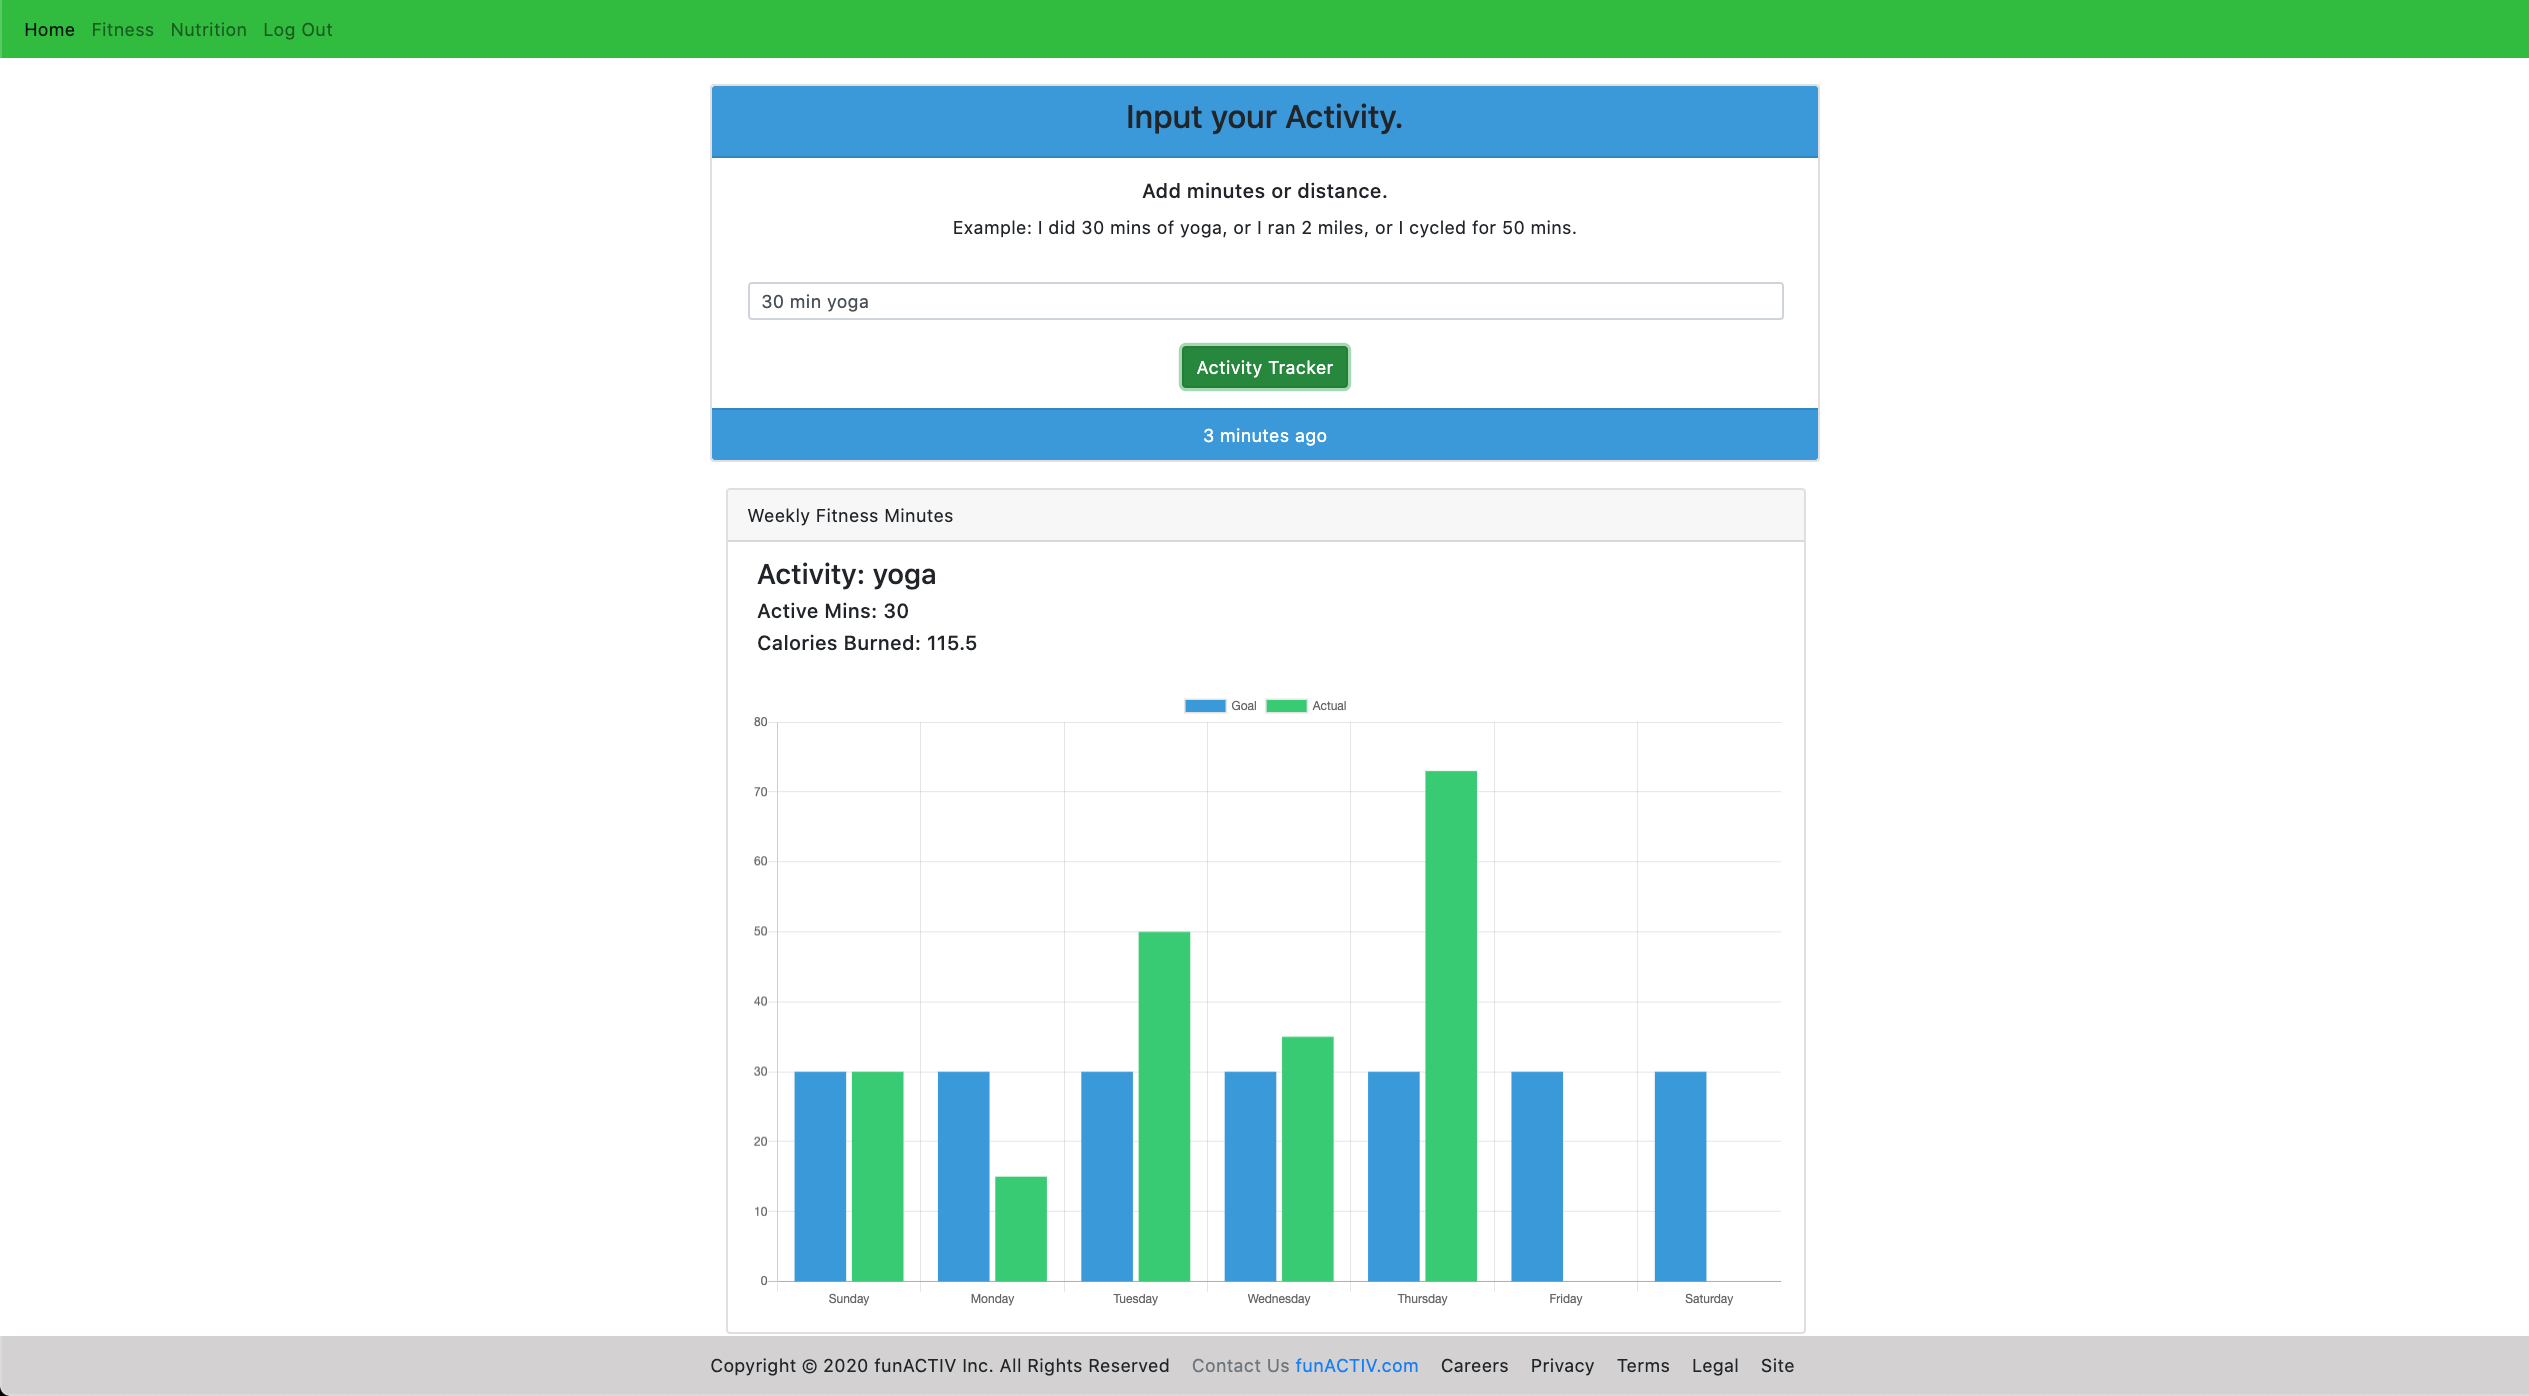 Home Fitness Nutrition Log Out
Input your Activity.
Add minutes or distance.
Example: I did 30 mins of yoga, or I ran 2 miles, or I cycled for 50 mins.
30 min yoga
Activity Tracker
3 minutes ago
Weekly Fitness Minutes
Activity: yoga
Active Mins: 30
Calories Burned: 115.5
Goal Actual
80
70
60
50
40
30
20
10
0
Sunday Monday Tuesday Wednesday Thursday Friday Saturday
Copyright © 2020 funACTIV Inc. All Rights Reserved Contact Us funACTIV.com Careers Privacy Terms Legal Site